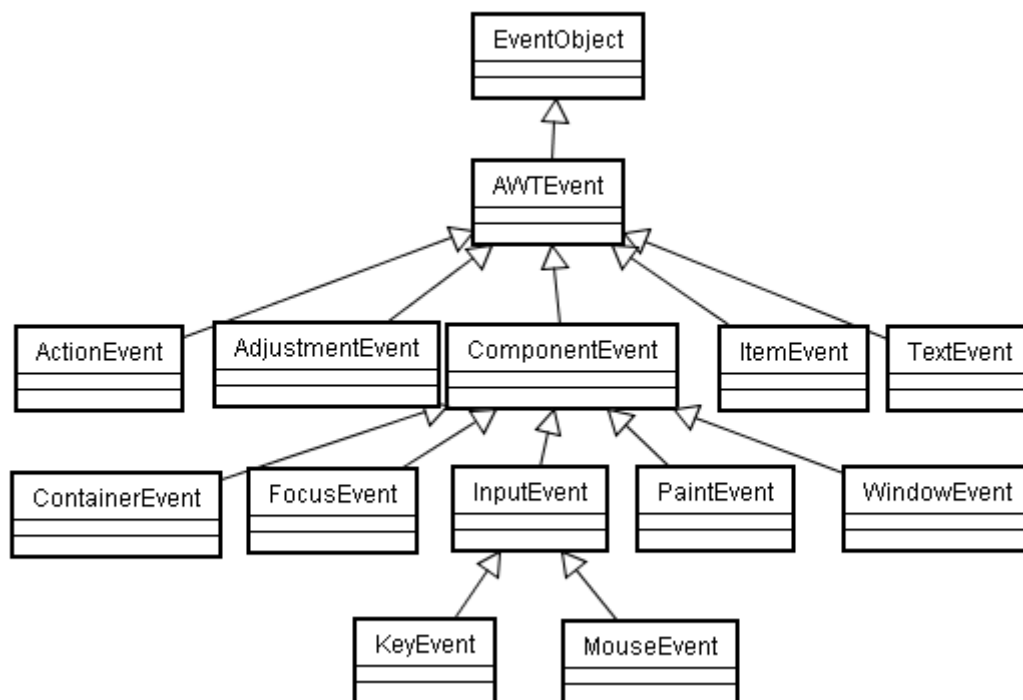 EventObject
AWTEvent
ActionEvent
AdjustmentEvent
ComponentEvent
ItemEvent
TextEvent
ContainerEvent
FocusEvent
InputEvent
PaintEvent
WindowEvent
KeyEvent
MouseEvent